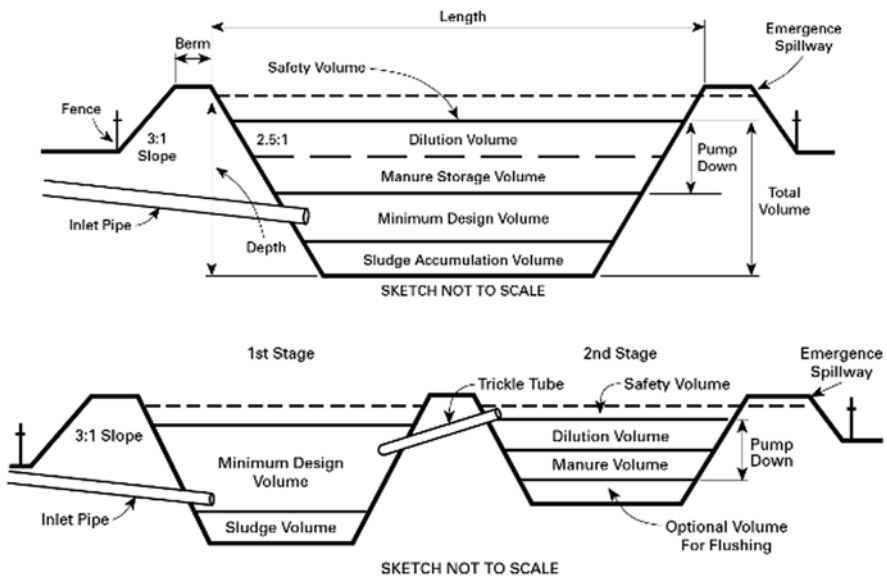 Length
Berm
Emergence
Spillway
Safety Volume
Fence
3:1
Slope
2.5:1
Dilution Volume
Pump
Down
Manure Storage Volume
Total
Volume
Inlet Pipe
Depth
Minimum Design Volume
Sludge Accumulation Volume
SKETCH NOT TO SCALE
1st Stage
2nd Stage
Emergence
Spillway
Trickle Tube
Safety Volume
3:1 Slope
Dilution Volume
Minimum Design
Volume
Manure Volume
Pump
Down
Inlet Pipe
Sludge Volume
Optional Volume
For Flushing
SKETCH NOT TO SCALE